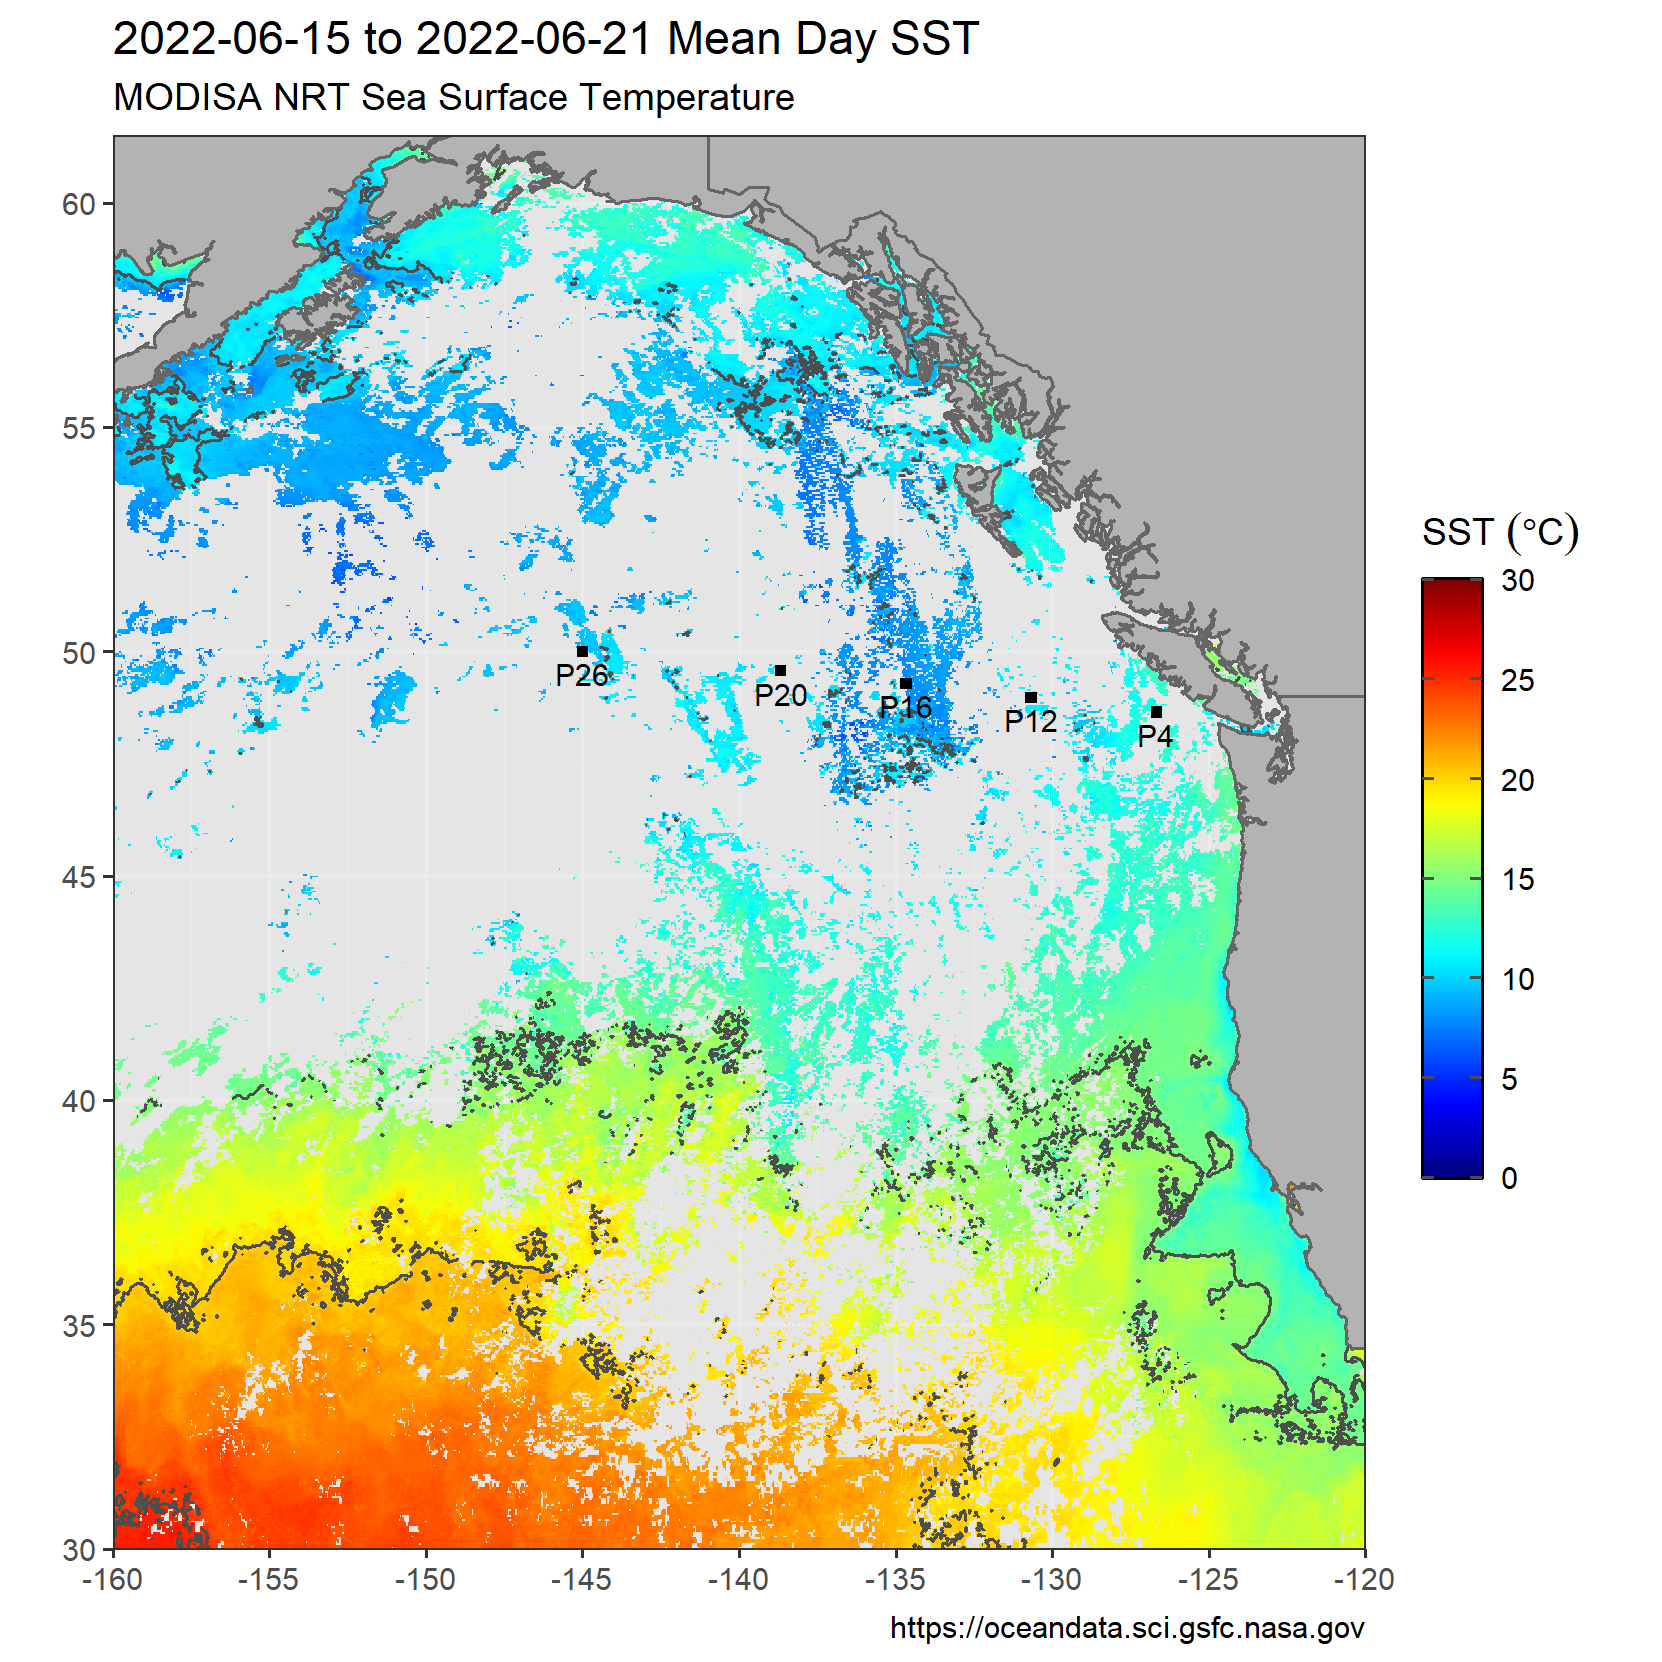 2022-06-15 to 2022-06-21 Mean Day SST
MODISA NRT Sea Surface Temperature
60
55
50
45
40
35
30
P26
P20
P16
P12
P4
-160
-155
-150
-145
-140
-135
-130
-125
-120
SST (°C)
30
25
20
15
10
5
0
https://oceandata.sci.gsfc.nasa.gov